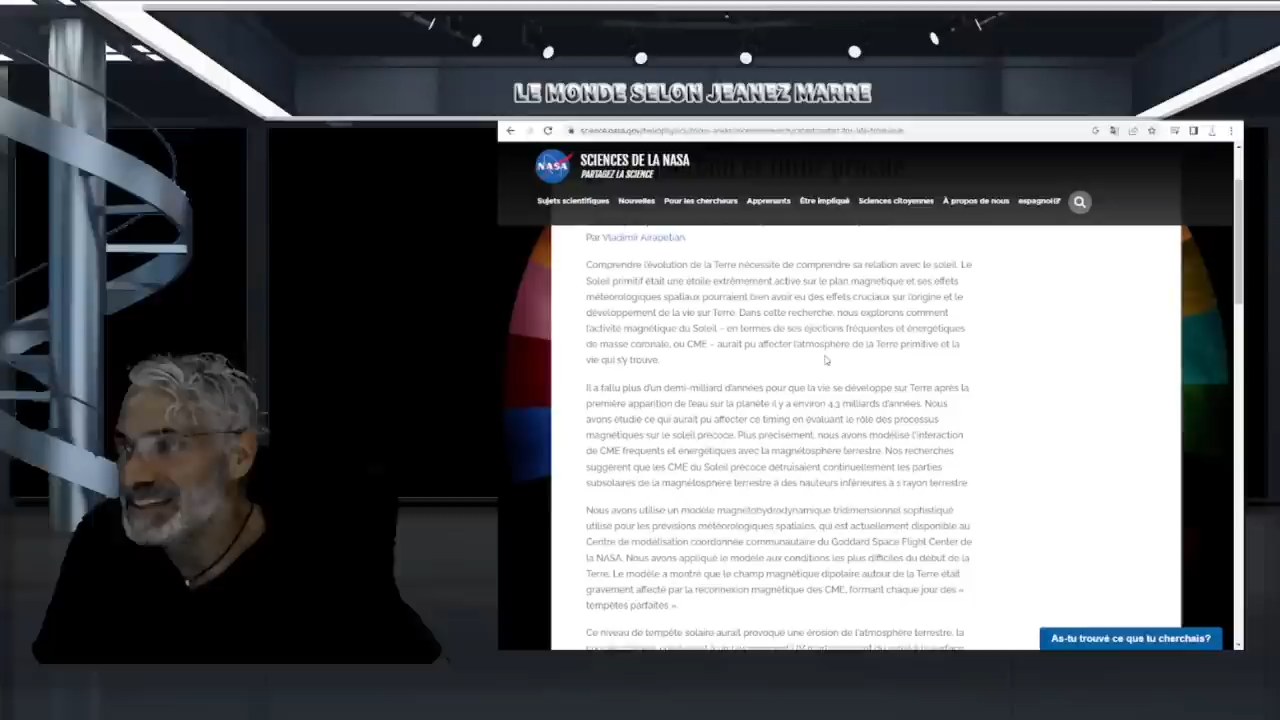 LE MONDE SELON JEANEZ MARRE
NASA
SCIENCES DE LA NASA
PARTAGEZ LA SCIENCE
Sujets scientifiques Nouvelles Pour les chercheurs Apprenants Être impliqué Sciences citoyennes À propos de nous espagnol
Par Vladimir Airapetian
Comprendre l'évolution de la Terre nécessite de comprendre sa relation avec le soleil. Le
Soleil primitif était une étoile extrêmement active sur le plan magnétique et ses effets
météorologiques spatiaux pourraient bien avoir eu des effets cruciaux sur l'origine et le
développement de la vie sur Terre. Dans cette recherche, nous explorons comment
l'activité magnétique du Soleil – en termes de ses éjections fréquentes et énergétiques
de masse coronale, ou CME – aurait pu affecter l'atmosphère de la Terre primitive et la
vie qui s'y trouve.
Il a fallu plus d'un demi-milliard d'années pour que la vie se développe sur Terre après la
première apparition de l'eau sur la planète il y a environ 4,3 milliards d'années. Nous
avons étudié ce qui aurait pu affecter ce timing en évaluant le rôle des processus
magnétiques sur le soleil précoce. Plus précisément, nous avons modélisé l'interaction
de CME fréquents et énergétiques avec la magnétosphère terrestre. Nos recherches
suggèrent que les CME du Soleil précoce détruisaient continuellement les parties
subsolaires de la magnétosphère terrestre à des hauteurs inférieures à 1 rayon terrestre
Nous avons utilisé un modèle magnétohydrodynamique tridimensionnel sophistiqué
utilisé pour les prévisions météorologiques spatiales, qui est actuellement disponible au
Centre de modélisation coordonnée communautaire du Goddard Space Flight Center de
la NASA. Nous avons appliqué le modèle aux conditions les plus difficiles du début de la
Terre. Le modèle a montré que le champ magnétique dipolaire autour de la Terre était
gravement affecté par la reconnexion magnétique des CME, formant chaque jour des «
tempêtes parfaites ».
Ce niveau de tempête solaire aurait provoqué une érosion de l'atmosphère terrestre, la
As-tu trouvé ce que tu cherchais?